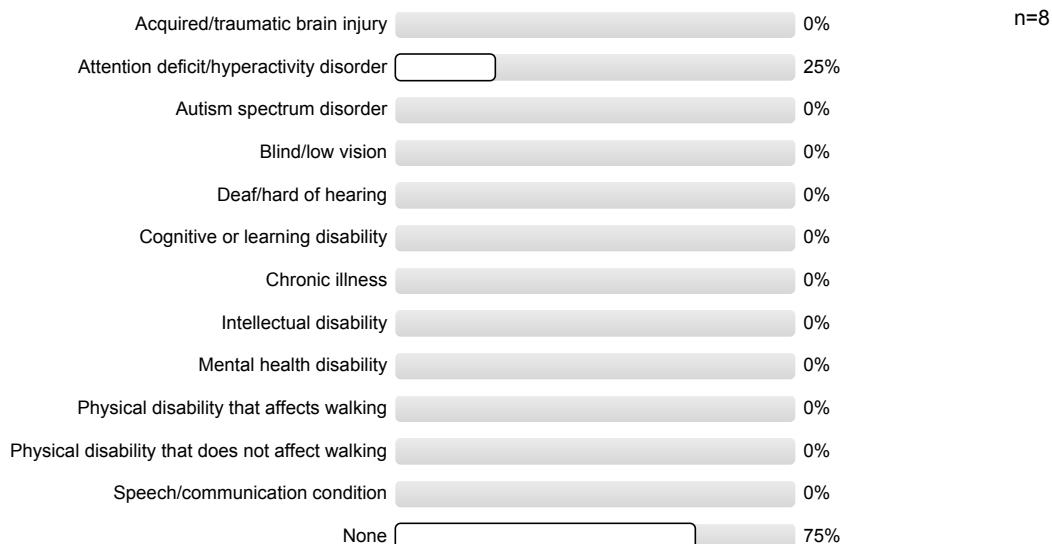 Acquired/traumatic brain injury 0% n=8
Attention deficit/hyperactivity disorder 25%
Autism spectrum disorder 0%
Blind/low vision 0%
Deaf/hard of hearing 0%
Cognitive or learning disability 0%
Chronic illness 0%
Intellectual disability 0%
Mental health disability 0%
Physical disability that affects walking 0%
Physical disability that does not affect walking 0%
Speech/communication condition 0%
None 75%